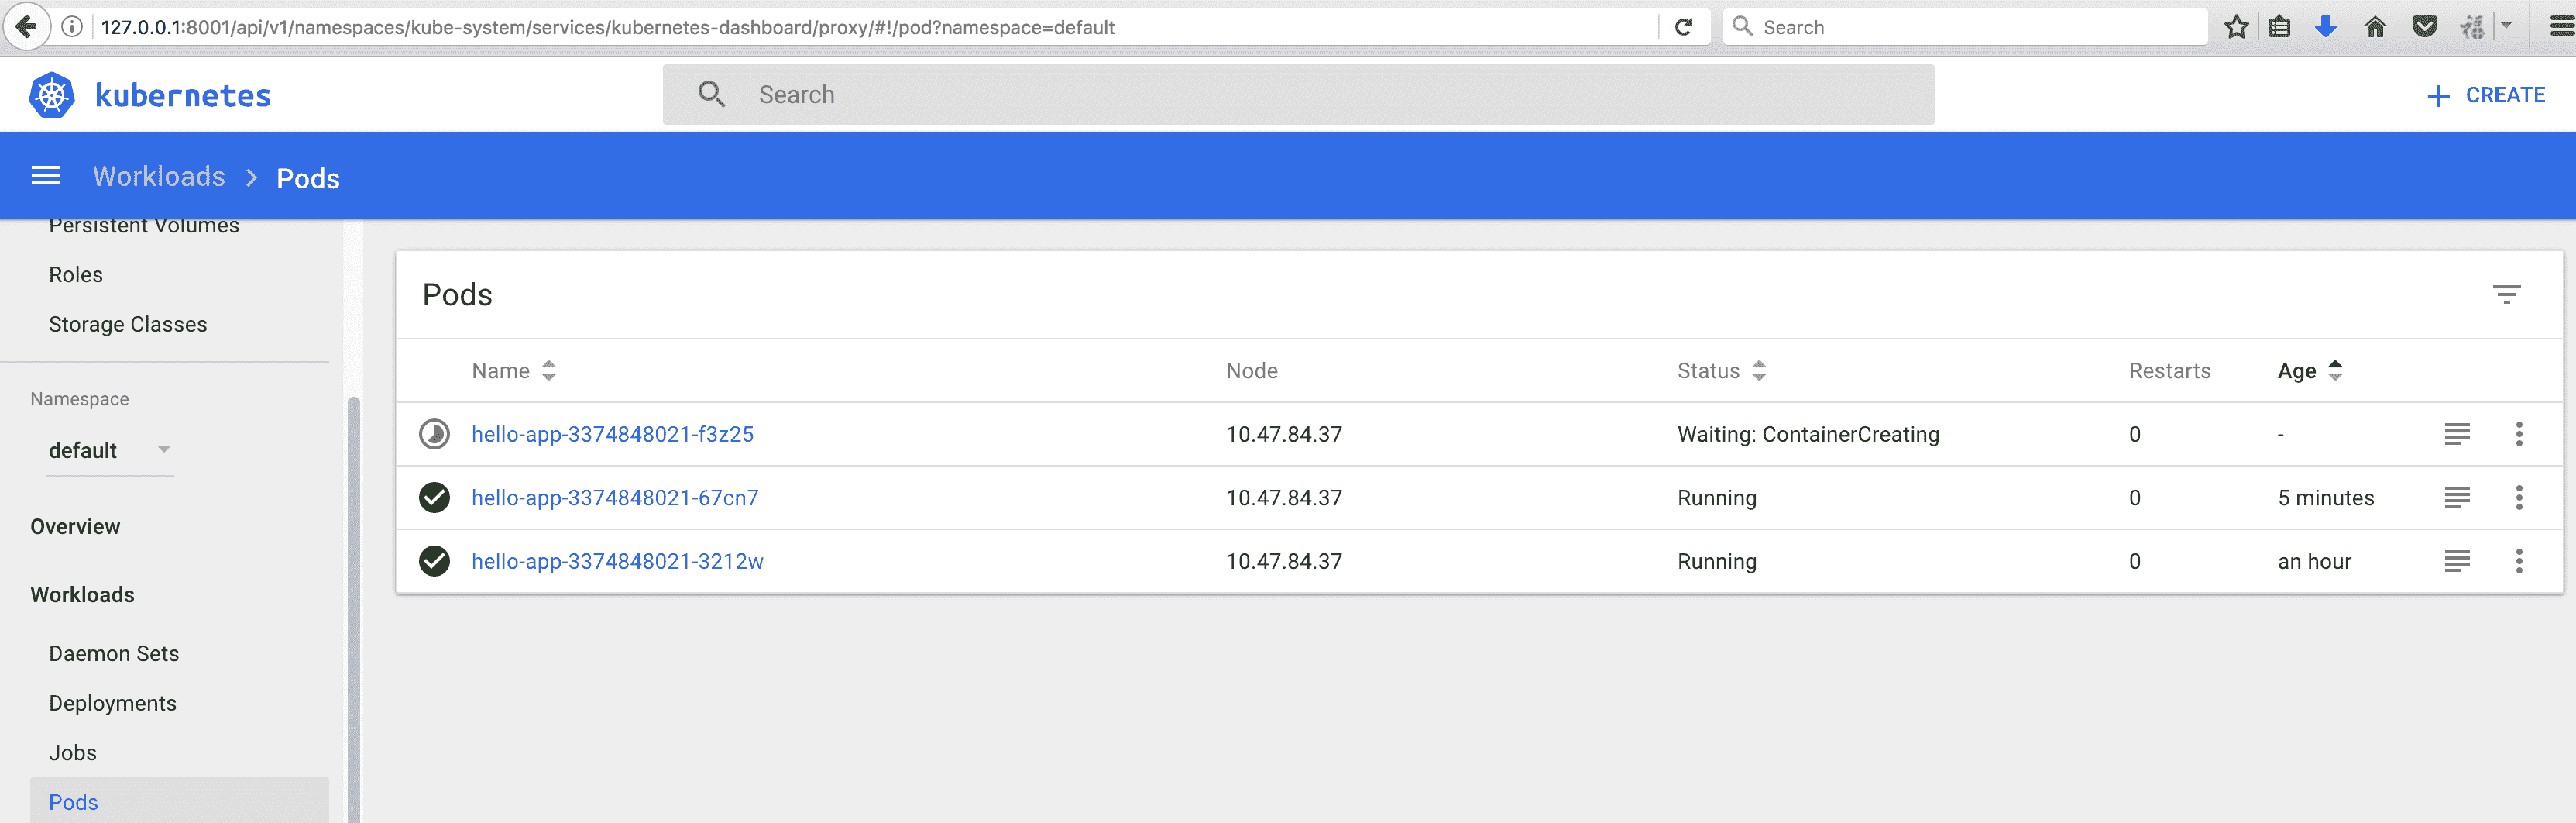 127.0.0.1:8001/api/v1/namespaces/kube-system/services/kubernetes-dashboard/proxy/#!/pod?namespace=default
Search
kubernetes
Search
CREATE
Workloads > Pods
Persistent Volumes
Roles
Storage Classes
Namespace
default
Overview
Workloads
Daemon Sets
Deployments
Jobs
Pods
Pods
Name Node Status Restarts Age
hello-app-3374848021-f3z25 10.47.84.37 Waiting: ContainerCreating 0 -
hello-app-3374848021-67cn7 10.47.84.37 Running 0 5 minutes
hello-app-3374848021-3212w 10.47.84.37 Running 0 an hour